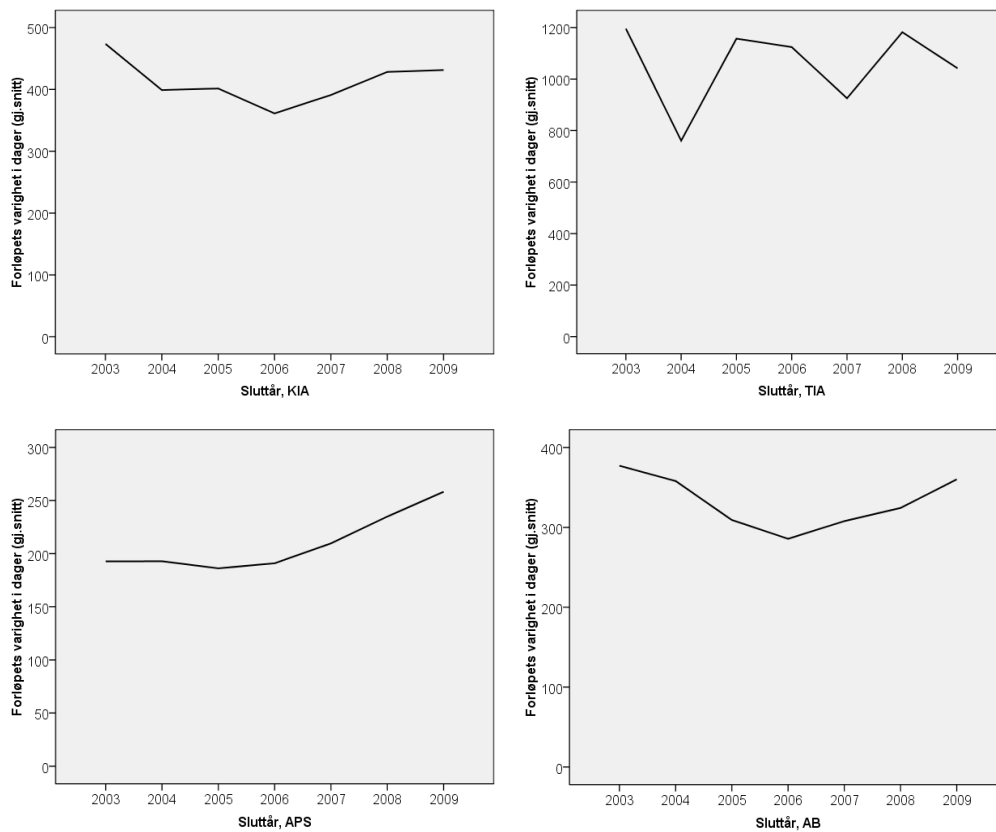 Forløpets varighet i dager (gj.snitt)
500
400
300
200
100
0
2003 2004 2005 2006 2007 2008 2009
Sluttår, KIA
Forløpets varighet i dager (gj.snitt)
1200
1000
800
600
400
200
0
2003 2004 2005 2006 2007 2008 2009
Sluttår, TIA
Forløpets varighet i dager (gj.snitt)
300
250
200
150
100
50
0
2003 2004 2005 2006 2007 2008 2009
Sluttår, APS
Forløpets varighet i dager (gj.snitt)
400
300
200
100
0
2003 2004 2005 2006 2007 2008 2009
Sluttår, AB